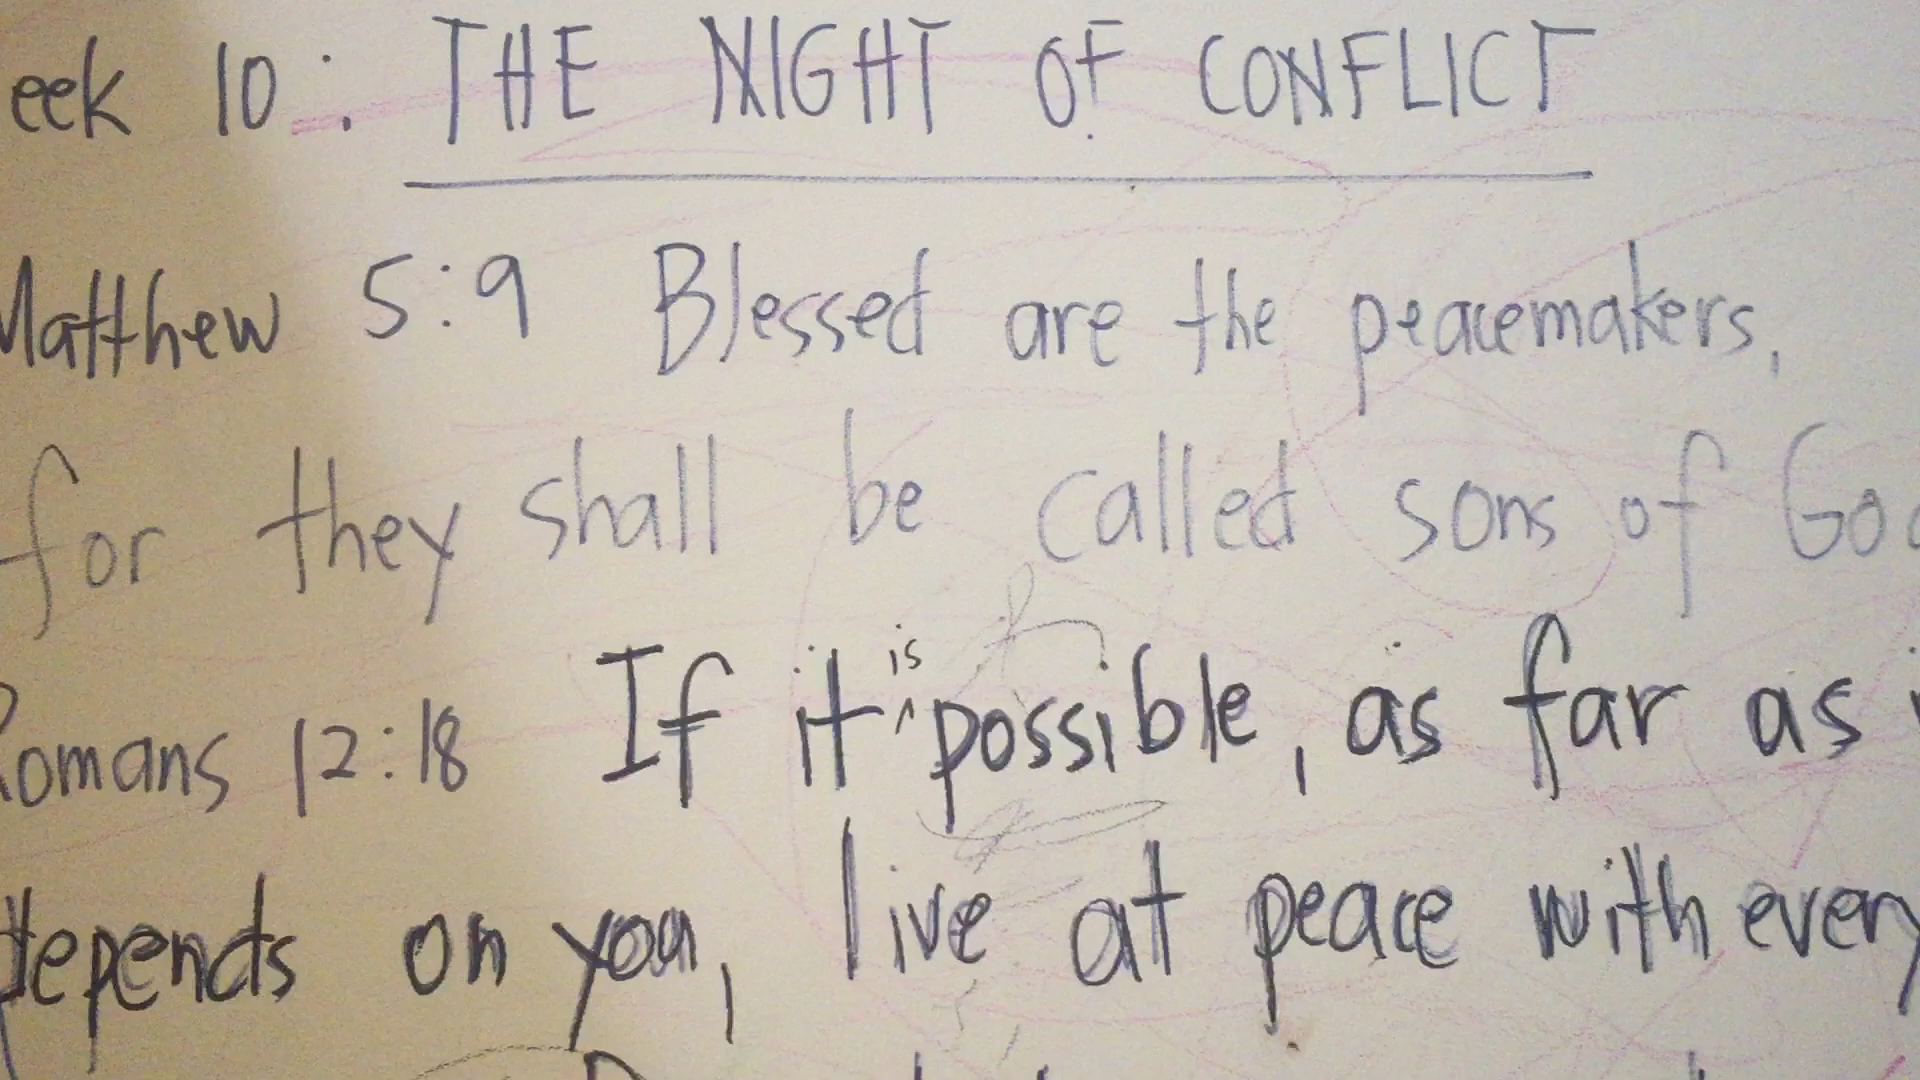 eek 10: THE NIGHT OF CONFLICT
Matthew 5:9 Blessed are the peacemakers,
for they shall be called sons of God
Romans 12:18 If it is possible, as far as i
depends on you, live at peace with every